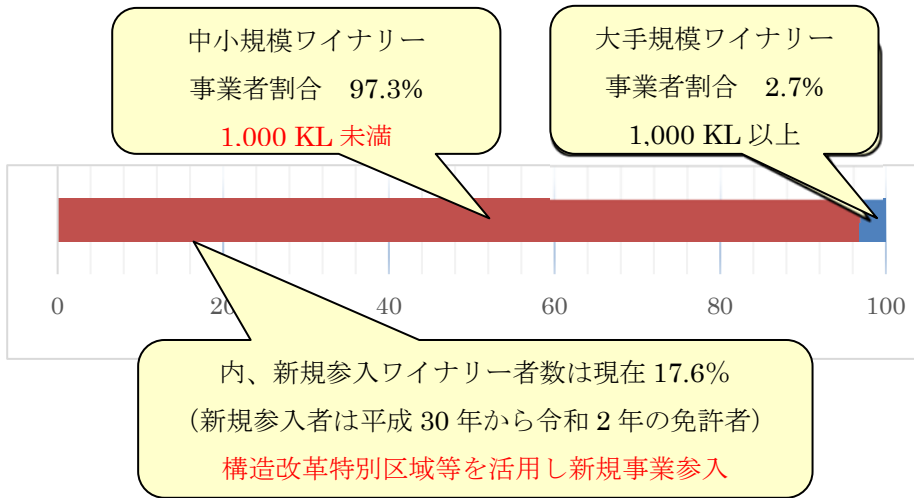 中小規模ワイナリー
事業者割合　97.3%
1,000 KL 未満
大手規模ワイナリー
事業者割合　2.7%
1,000 KL 以上
0 20 40 60 80 100
内、新規参入ワイナリー者数は現在 17.6%
（新規参入者は平成 30 年から令和 2 年の免許者）
構造改革特別区域等を活用し新規事業参入